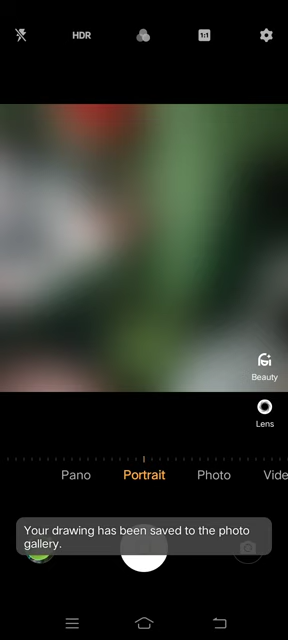 HDR
1:1
Beauty
Lens
Pano
Portrait
Photo
Vide
Your drawing has been saved to the photo
gallery.